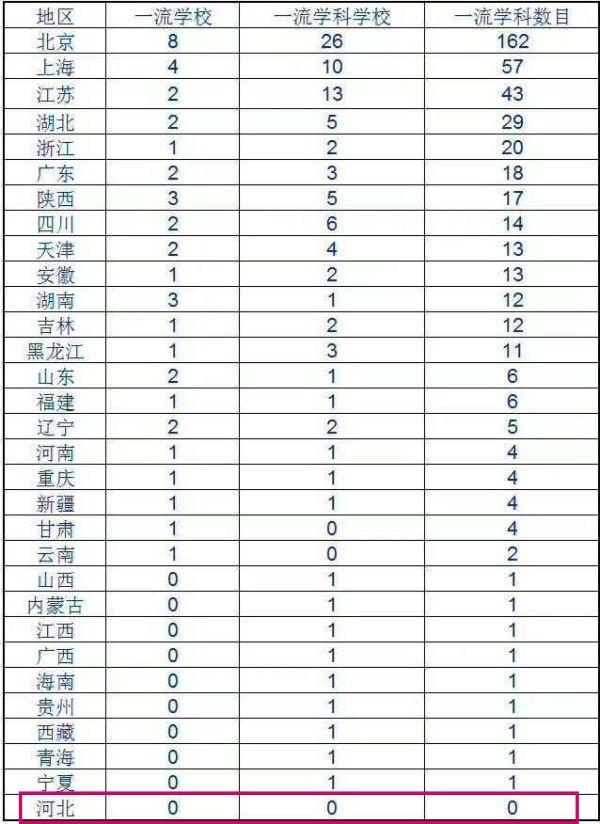 地区 一流学校 一流学科学校 一流学科数目
北京 8 26 162
上海 4 10 57
江苏 2 13 43
湖北 2 5 29
浙江 1 2 20
广东 2 3 18
陕西 3 5 17
四川 2 6 14
天津 2 4 13
安徽 1 2 13
湖南 3 1 12
吉林 1 2 12
黑龙江 1 3 11
山东 2 1 6
福建 1 1 6
辽宁 2 2 5
河南 1 1 4
重庆 1 1 4
新疆 1 1 4
甘肃 1 0 4
云南 1 0 2
山西 0 1 1
内蒙古 0 1 1
江西 0 1 1
广西 0 1 1
海南 0 1 1
贵州 0 1 1
西藏 0 1 1
青海 0 1 1
宁夏 0 1 1
河北 0 0 0